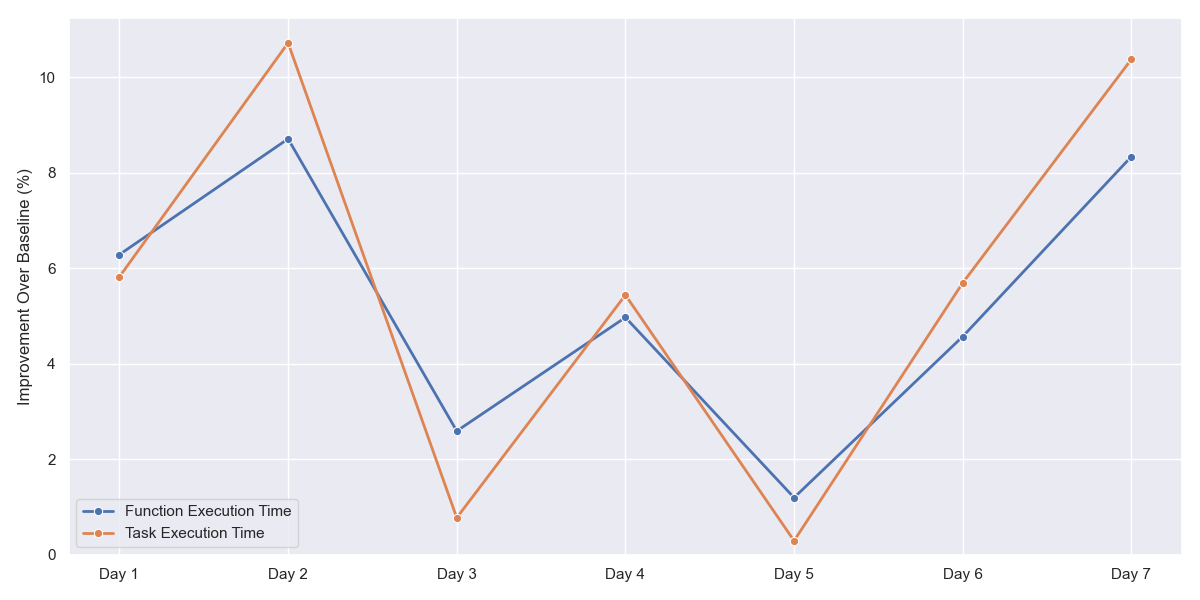 Improvement Over Baseline (%)
10
8
6
4
2
0
Function Execution Time
Task Execution Time
Day 1
Day 2
Day 3
Day 4
Day 5
Day 6
Day 7